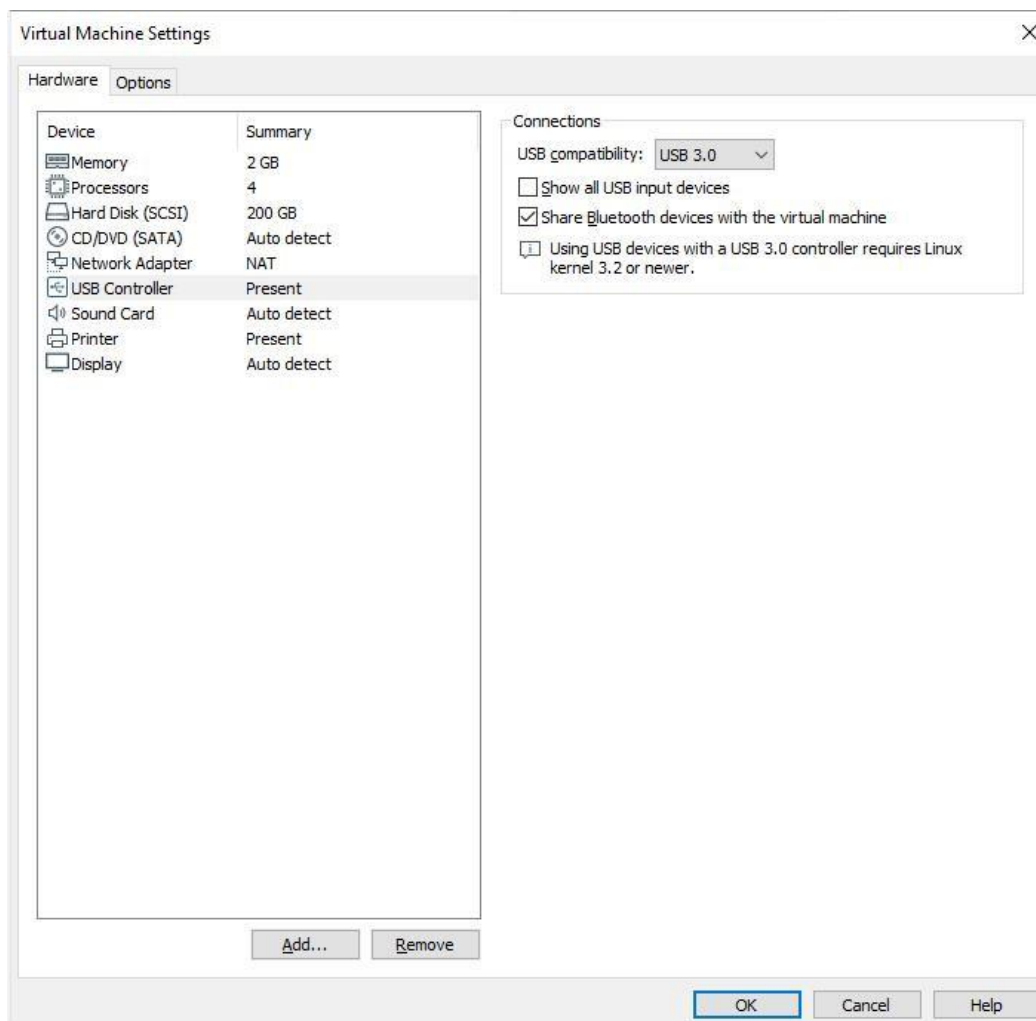 Virtual Machine Settings
Hardware Options
Device Summary
Memory 2 GB
Processors 4
Hard Disk (SCSI) 200 GB
CD/DVD (SATA) Auto detect
Network Adapter NAT
USB Controller Present
Sound Card Auto detect
Printer Present
Display Auto detect
Add... Remove
Connections
USB compatibility: USB 3.0
Show all USB input devices
Share Bluetooth devices with the virtual machine
Using USB devices with a USB 3.0 controller requires Linux
kernel 3.2 or newer.
OK Cancel Help